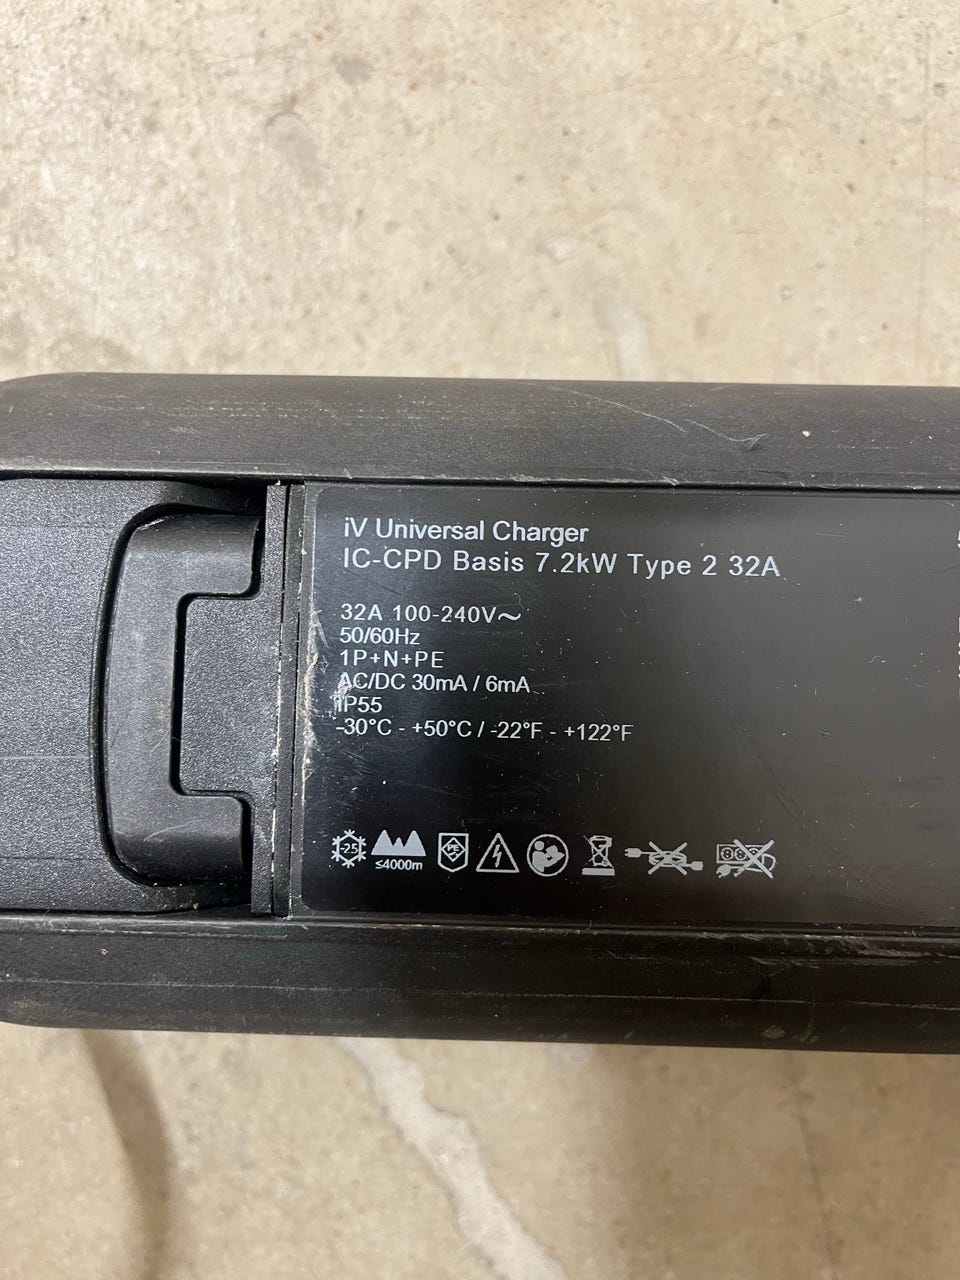 iV Universal Charger
IC-CPD Basis 7.2kW Type 2 32A
32A 100-240V~
50/60Hz
1P+N+PE
AC/DC 30mA / 6mA
IP55
-30°C - +50°C / -22°F - +122°F
-25
≤4000m
PE